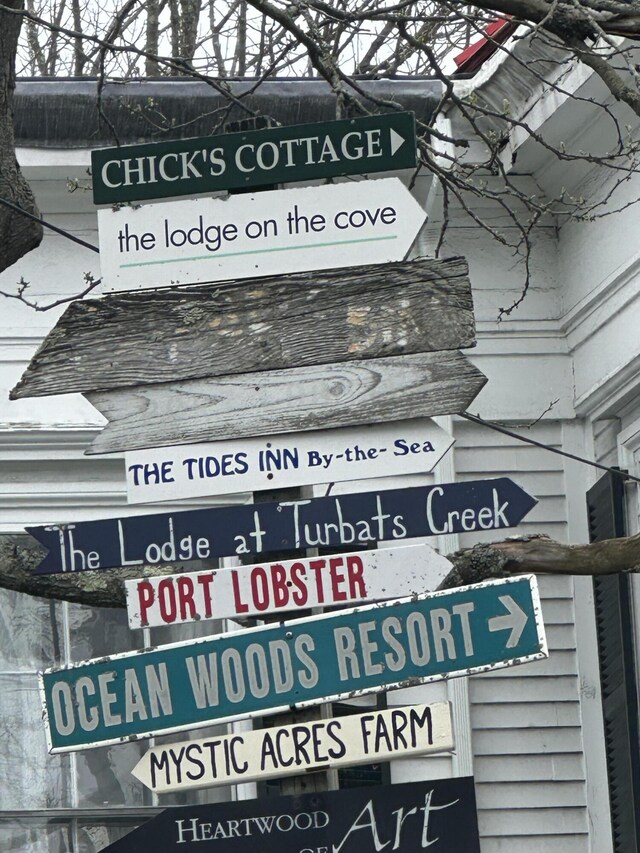 CHICK'S COTTAGE
the lodge on the cove
THE TIDES INN By-the-Sea
The Lodge at Turbats Creek
PORT LOBSTER
OCEAN WOODS RESORT
MYSTIC ACRES FARM
HEARTWOOD Art
OF